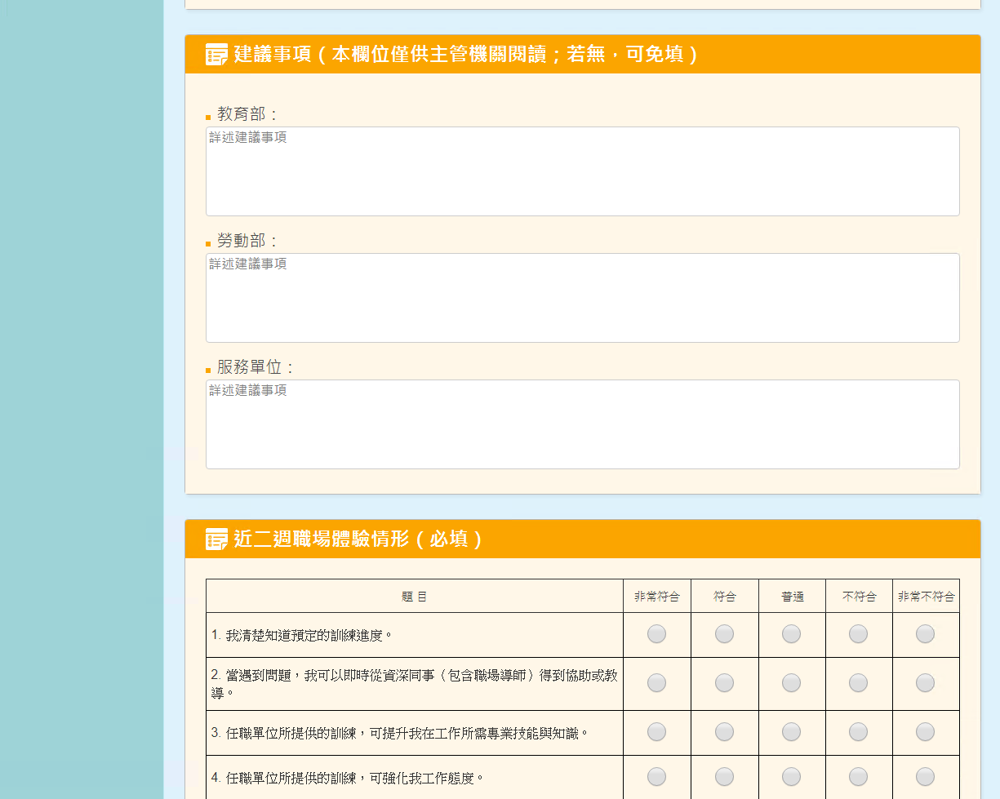 建議事項（本欄位僅供主管機關閱讀；若無，可免填）
教育部：
詳述建議事項
勞動部：
詳述建議事項
服務單位：
詳述建議事項
近二週職場體驗情形（必填）
題目 非常符合 符合 普通 不符合 非常不符合
1. 我清楚知道預定的訓練進度。
2. 當遇到問題，我可以即時從資深同事（包含職場導師）得到協助或教
導。
3. 任職單位所提供的訓練，可提升我在工作所需專業技能與知識。
4. 任職單位所提供的訓練，可強化我工作態度。